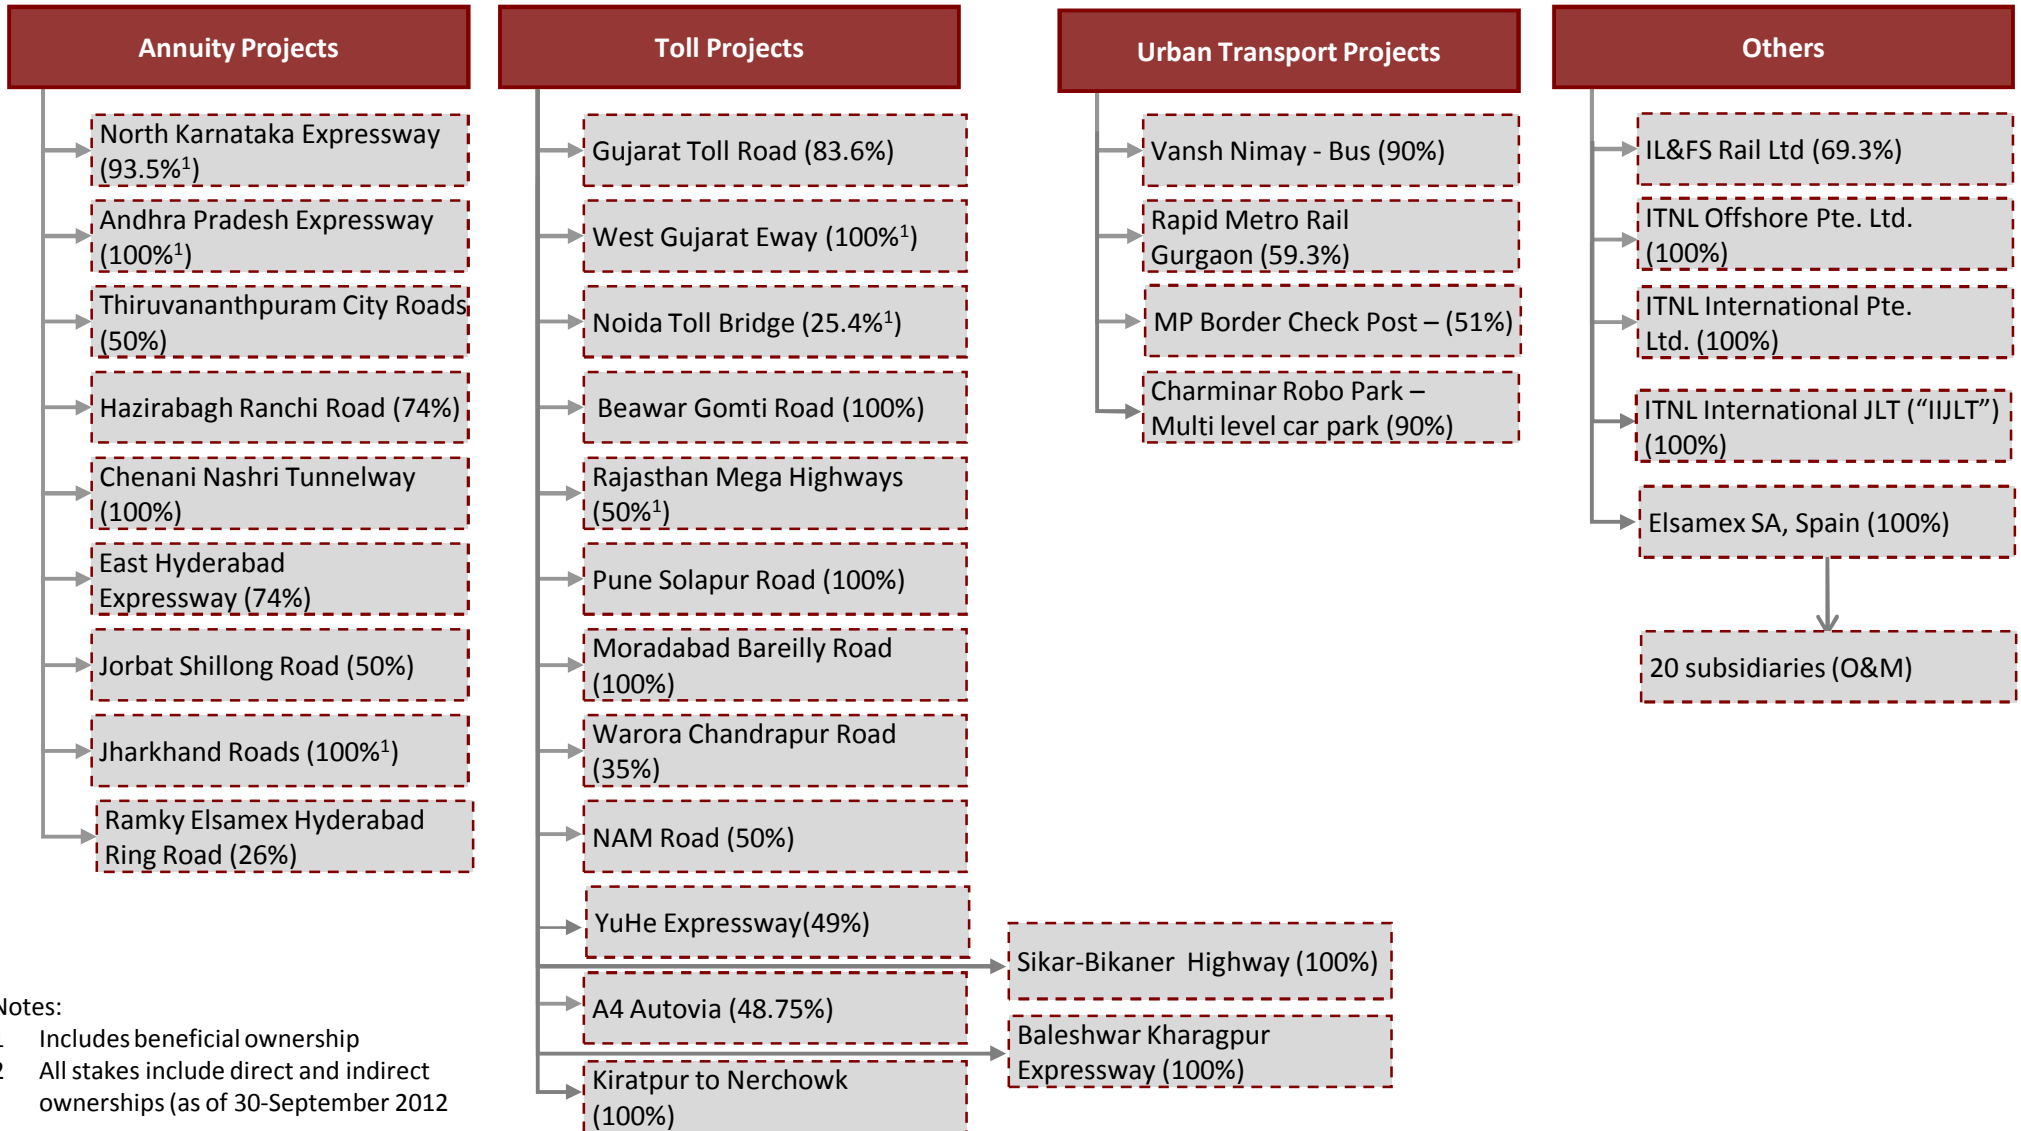 Annuity Projects
North Karnataka Expressway
(93.5%¹)
Andhra Pradesh Expressway
(100%¹)
Thiruvananthpuram City Roads
(50%)
Hazirabagh Ranchi Road (74%)
Chenani Nashri Tunnelway
(100%)
East Hyderabad
Expressway (74%)
Jorbat Shillong Road (50%)
Jharkhand Roads (100%¹)
Ramky Elsamex Hyderabad
Ring Road (26%)
Toll Projects
Gujarat Toll Road (83.6%)
West Gujarat Eway (100%¹)
Noida Toll Bridge (25.4%¹)
Beawar Gomti Road (100%)
Rajasthan Mega Highways
(50%¹)
Pune Solapur Road (100%)
Moradabad Bareilly Road
(100%)
Warora Chandrapur Road
(35%)
NAM Road (50%)
YuHe Expressway(49%)
Sikar-Bikaner Highway (100%)
A4 Autovia (48.75%)
Baleshwar Kharagpur
Expressway (100%)
Kiratpur to Nerchowk
(100%)
Urban Transport Projects
Vansh Nimay - Bus (90%)
Rapid Metro Rail
Gurgaon (59.3%)
MP Border Check Post – (51%)
Charminar Robo Park –
Multi level car park (90%)
Others
IL&FS Rail Ltd (69.3%)
ITNL Offshore Pte. Ltd.
(100%)
ITNL International Pte.
Ltd. (100%)
ITNL International JLT (“IIJLT”)
(100%)
Elsamex SA, Spain (100%)
20 subsidiaries (O&M)
Notes:
1 Includes beneficial ownership
2 All stakes include direct and indirect
ownerships (as of 30-September 2012